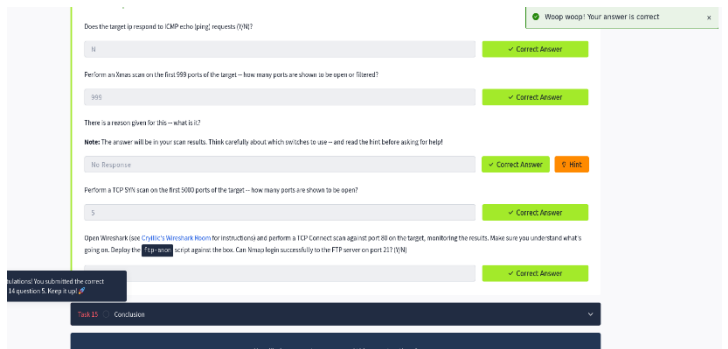 Woop woop! Your answer is correct ×
Does the target ip respond to ICMP echo (ping) requests (Y/N)?
N
✓ Correct Answer
Perform an Xmas scan on the first 999 ports of the target -- how many ports are shown to be open or filtered?
999
✓ Correct Answer
There is a reason given for this -- what is it?
Note: The answer will be in your scan results. Think carefully about which switches to use -- and read the hint before asking for help!
No Response
✓ Correct Answer
Hint
Perform a TCP SYN scan on the first 5000 ports of the target -- how many ports are shown to be open?
5
✓ Correct Answer
Open Wireshark (see Cryillic's Wireshark Room for instructions) and perform a TCP Connect scan against port 80 on the target, monitoring the results. Make sure you understand what's
going on. Deploy the ftp-anon script against the box. Can Nmap login successfully to the FTP server on port 21? (Y/N)
✓ Correct Answer
ulations! You submitted the correct
14 question 5. Keep it up! 🚀
Task 15 Conclusion